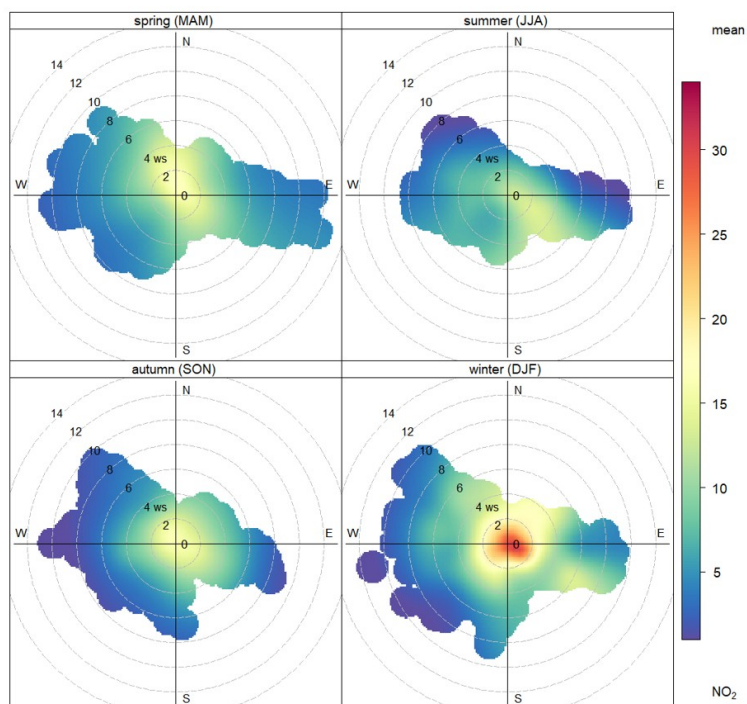 spring (MAM)
summer (JJA)
mean
N
14
12
10
8
6
4 ws
2
0
W
E
S
N
14
12
10
8
6
4 ws
2
0
W
E
S
30
25
20
15
10
5
autumn (SON)
winter (DJF)
N
14
12
10
8
6
4 ws
2
0
W
E
S
N
14
12
10
8
6
4 ws
2
0
W
E
S
NO₂